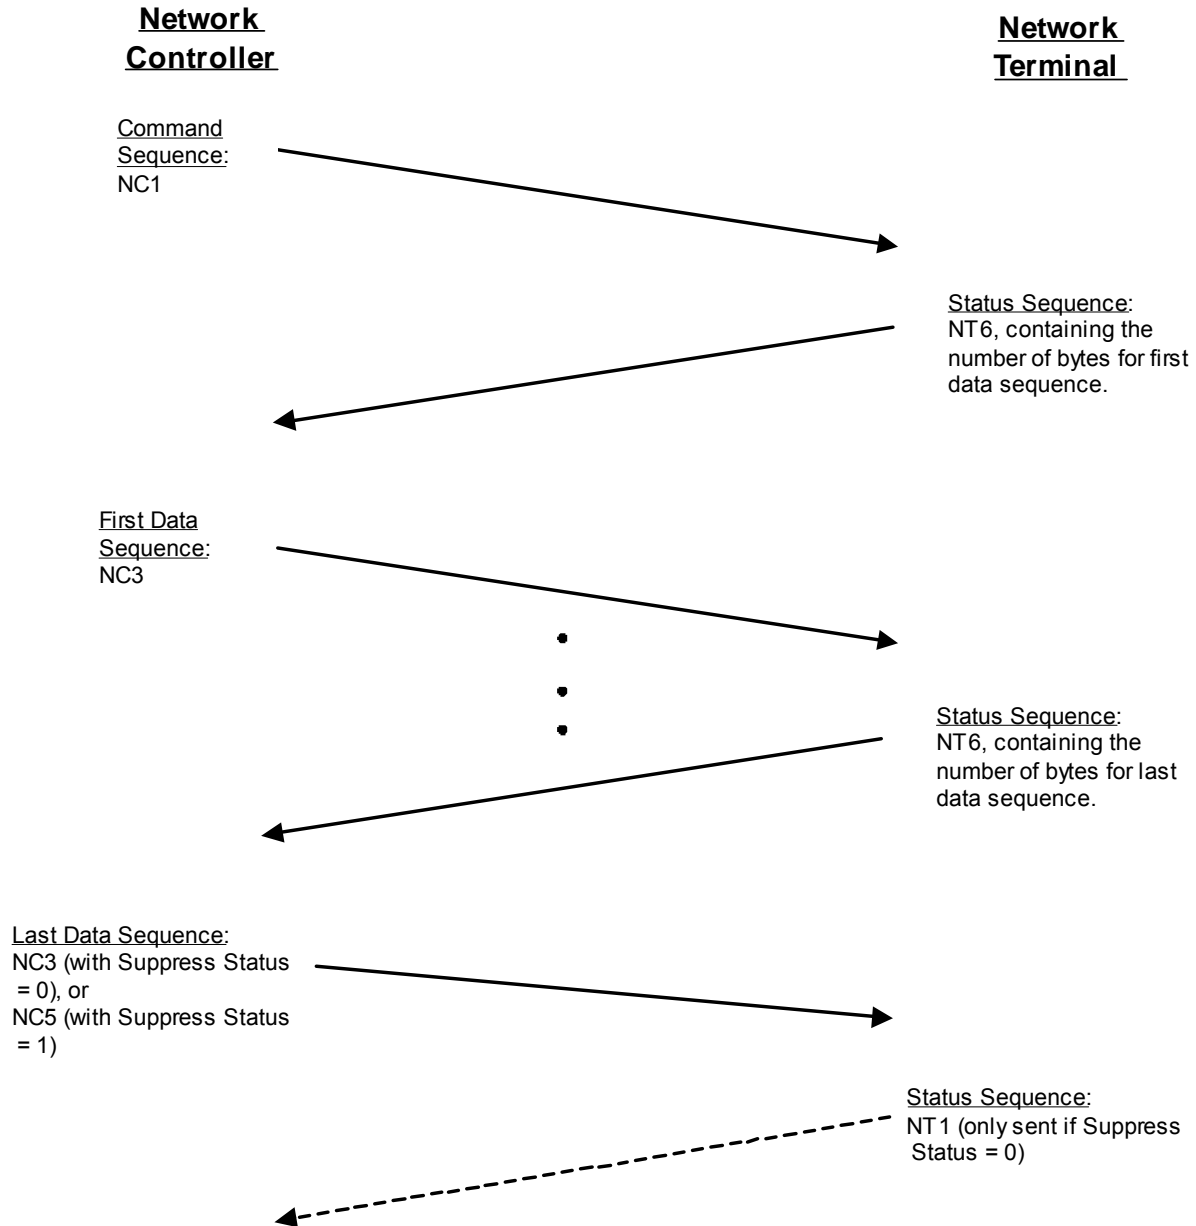 Network
Controller
Network
Terminal
Command
Sequence:
NC1
Status Sequence:
NT6, containing the
number of bytes for first
data sequence.
First Data
Sequence:
NC3
Status Sequence:
NT6, containing the
number of bytes for last
data sequence.
Last Data Sequence:
NC3 (with Suppress Status
= 0), or
NC5 (with Suppress Status
= 1)
Status Sequence:
NT1 (only sent if Suppress
Status = 0)